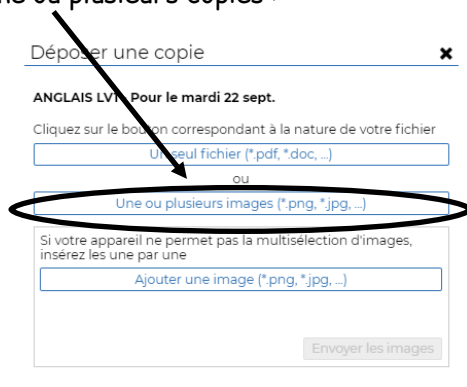 ou plusieurs copies :
Déposer une copie
ANGLAIS LV1 Pour le mardi 22 sept.
Cliquez sur le bouton correspondant à la nature de votre fichier
Un seul fichier (*.pdf, *.doc, ...)
ou
Une ou plusieurs images (*.png, *.jpg, ...)
Si votre appareil ne permet pas la multisélection d'images,
insérez les une par une
Ajouter une image (*.png, *.jpg, ...)
Envoyer les images